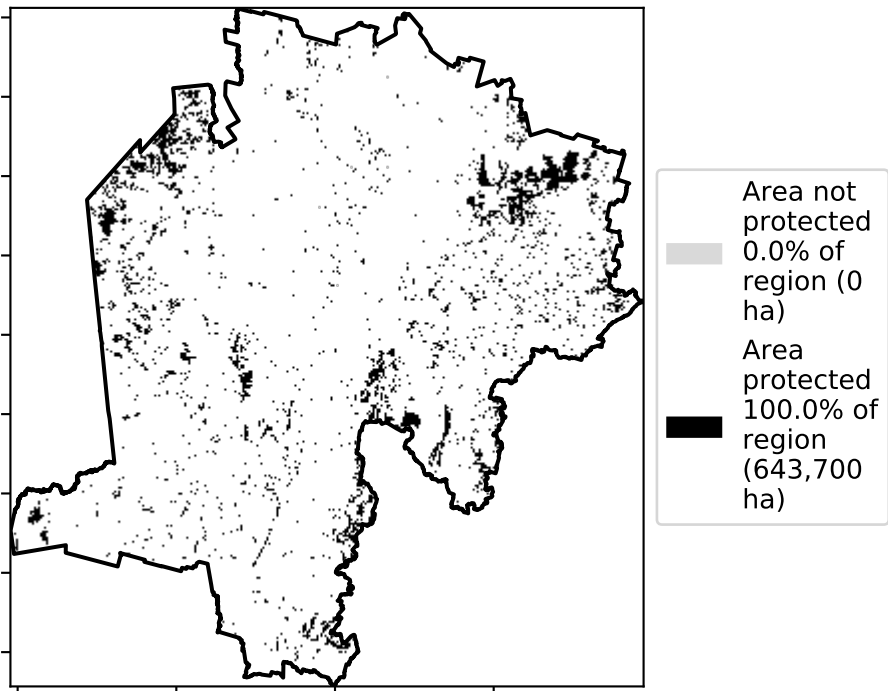 Area not
protected
0.0% of
region (0
ha)
Area
protected
100.0% of
region
(643,700
ha)